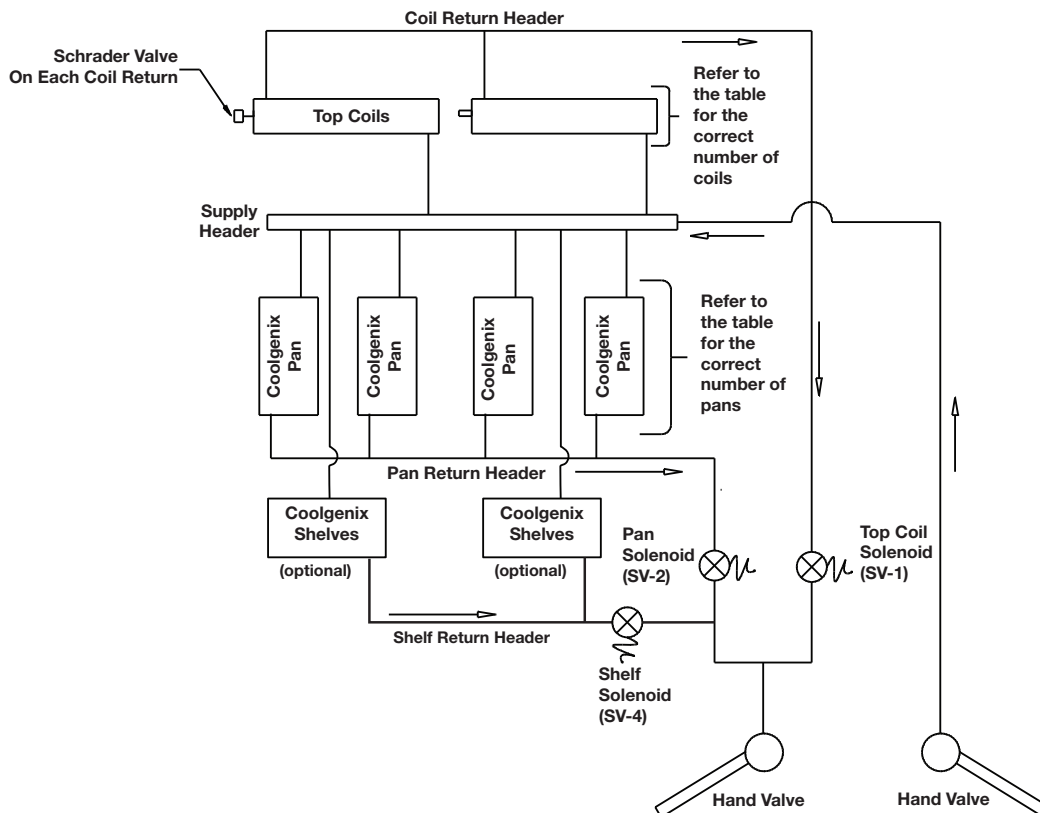 Coil Return Header
Schrader Valve
On Each Coil Return
Top Coils
Refer to
the table
for the
correct
number of
coils
Supply
Header
Coolgenix
Pan
Coolgenix
Pan
Coolgenix
Pan
Coolgenix
Pan
Refer to
the table
for the
correct
number of
pans
Pan Return Header
Coolgenix
Shelves
(optional)
Coolgenix
Shelves
(optional)
Pan
Solenoid
(SV-2)
Top Coil
Solenoid
(SV-1)
Shelf Return Header
Shelf
Solenoid
(SV-4)
Hand Valve
Hand Valve